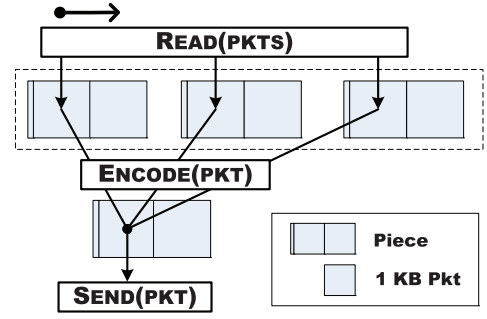 READ(PKTS)
ENCODE(PKT)
Piece
1 KB Pkt
SEND(PKT)